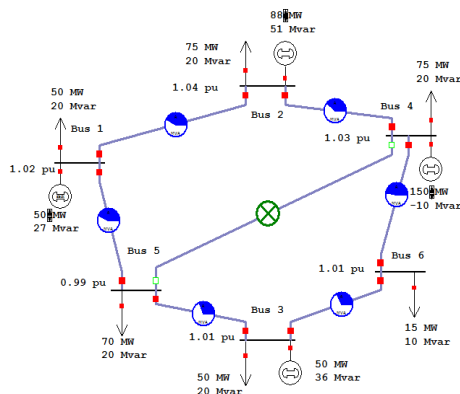 88 MW
51 Mvar
75 MW
20 Mvar
75 MW
20 Mvar
50 MW
20 Mvar
1.04 pu
Bus 2
Bus 4
Bus 1
1.03 pu
1.02 pu
50 MW
27 Mvar
150 MW
-10 Mvar
Bus 5
Bus 6
1.01 pu
0.99 pu
Bus 3
1.01 pu
70 MW
20 Mvar
15 MW
10 Mvar
50 MW
20 Mvar
50 MW
36 Mvar